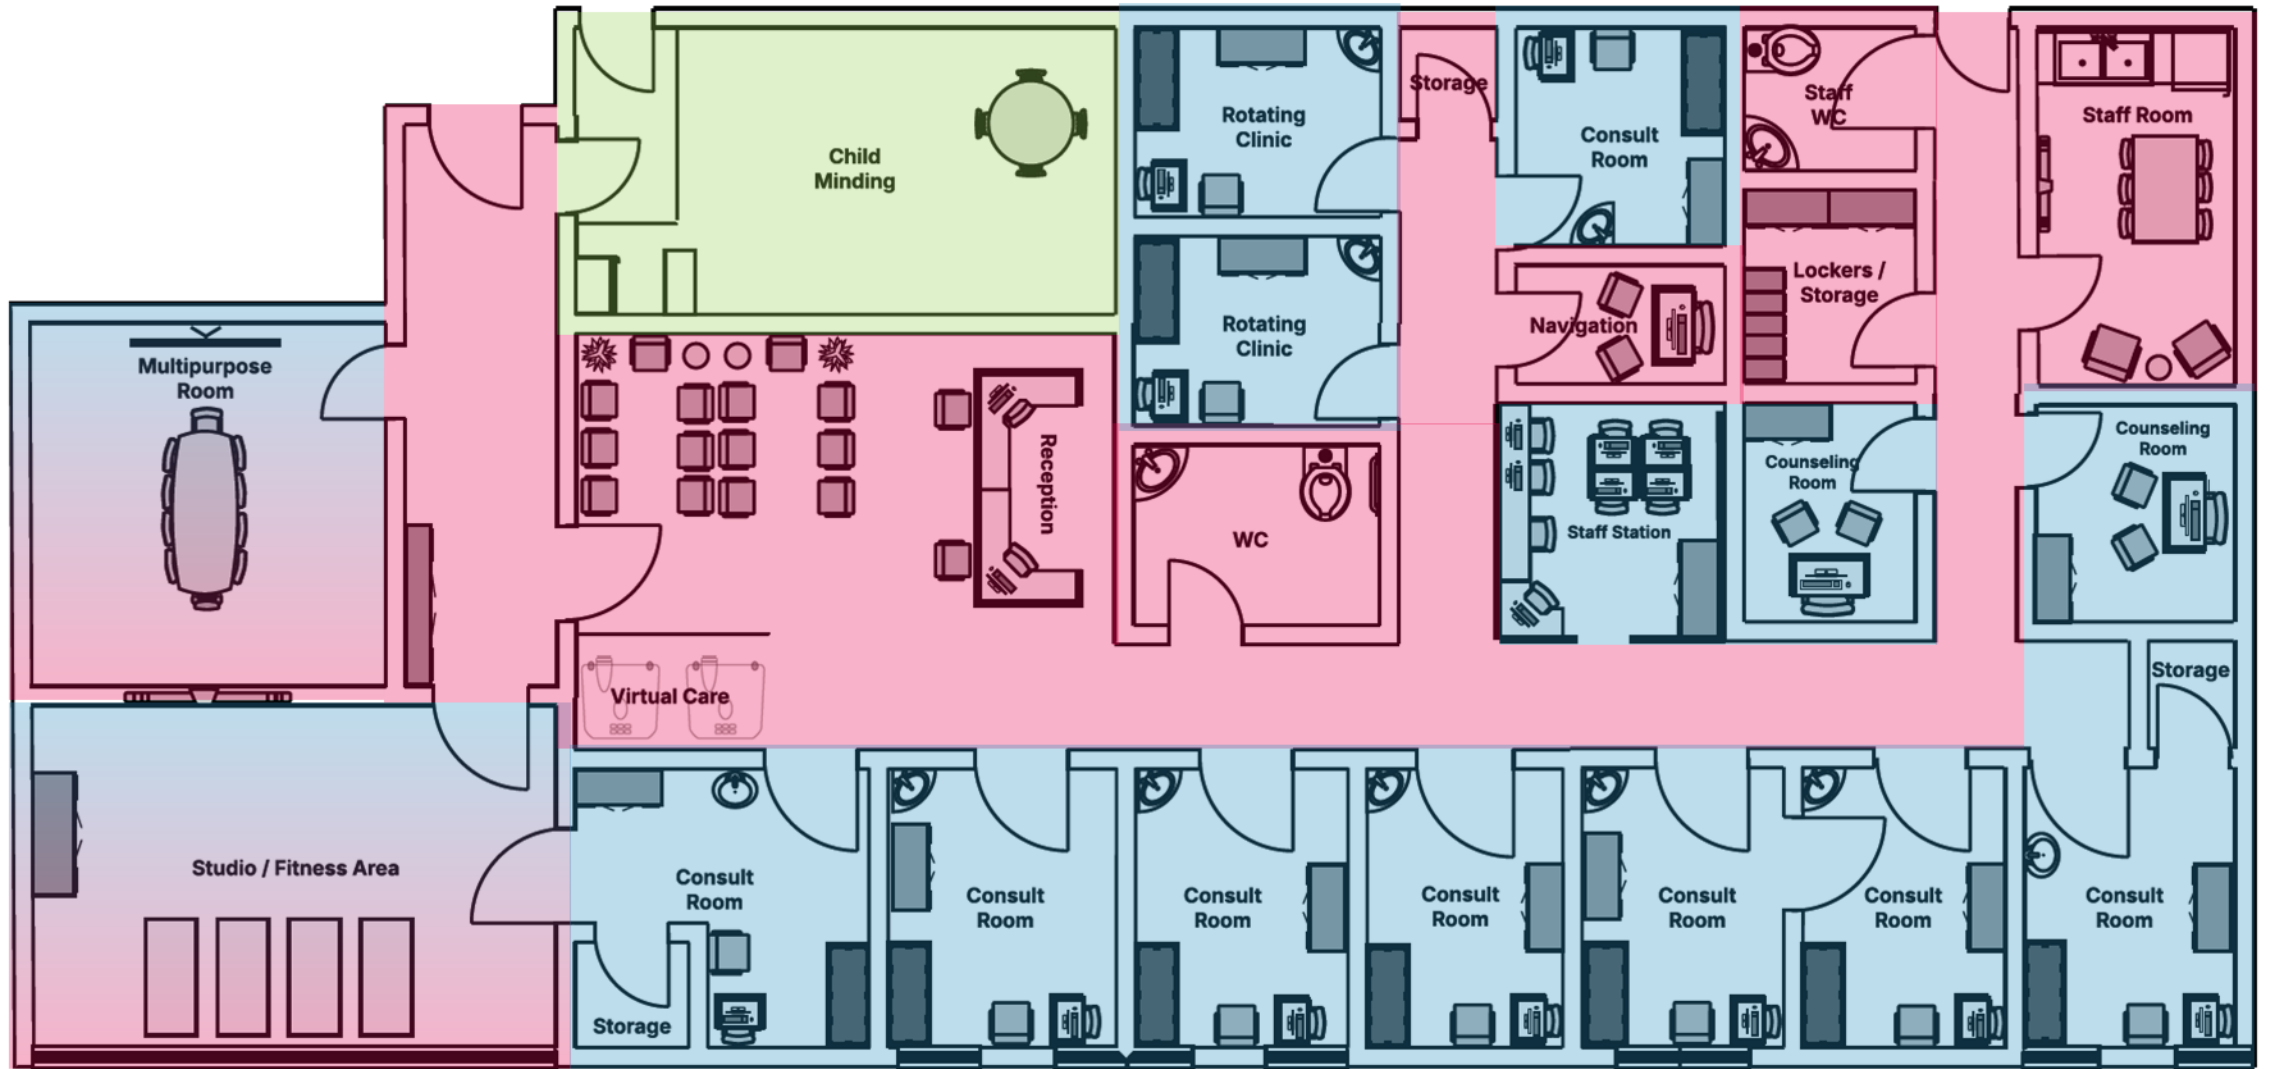 Storage
Staff
WC
Staff Room
Rotating
Clinic
Consult
Room
Child
Minding
Lockers /
Storage
Rotating
Clinic
Navigation
Multipurpose
Room
Reception
Counseling
Room
Counseling
Room
Staff Station
WC
Storage
Virtual Care
Studio / Fitness Area
Consult
Room
Consult
Room
Consult
Room
Consult
Room
Consult
Room
Consult
Room
Consult
Room
Storage